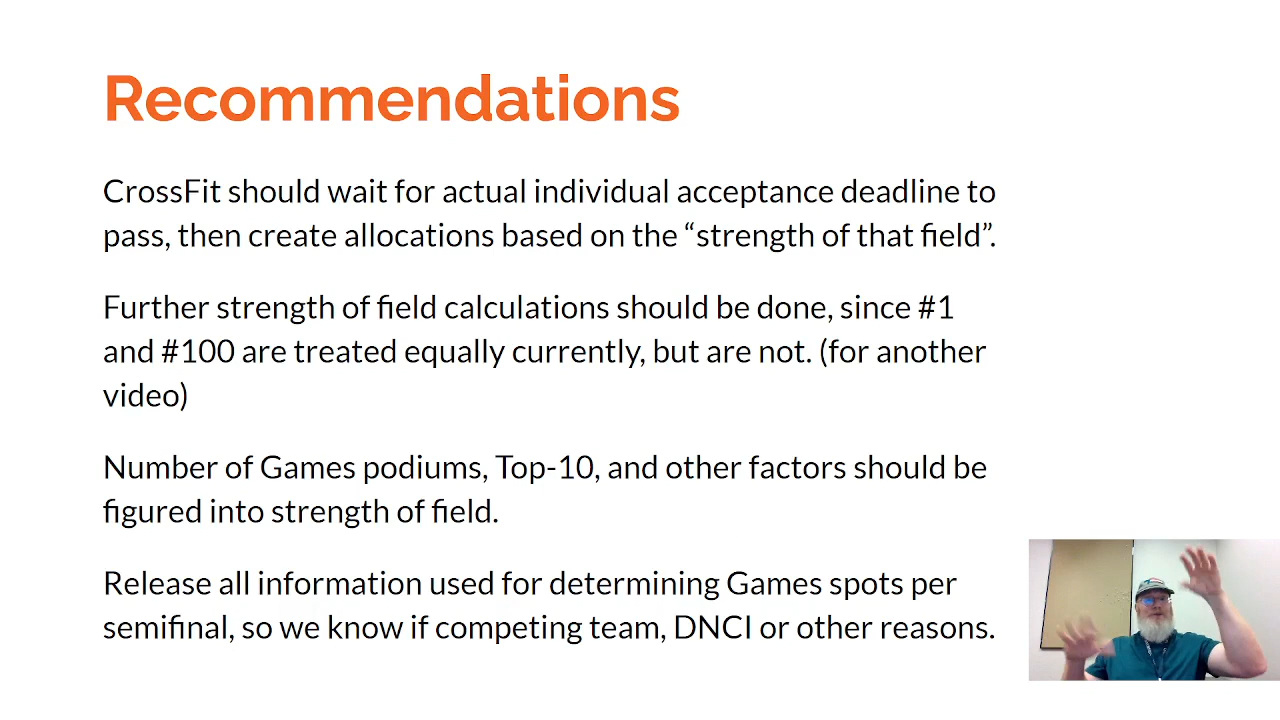 Recommendations
CrossFit should wait for actual individual acceptance deadline to
pass, then create allocations based on the “strength of that field”.
Further strength of field calculations should be done, since #1
and #100 are treated equally currently, but are not. (for another
video)
Number of Games podiums, Top-10, and other factors should be
figured into strength of field.
Release all information used for determining Games spots per
semifinal, so we know if competing team, DNCI or other reasons.